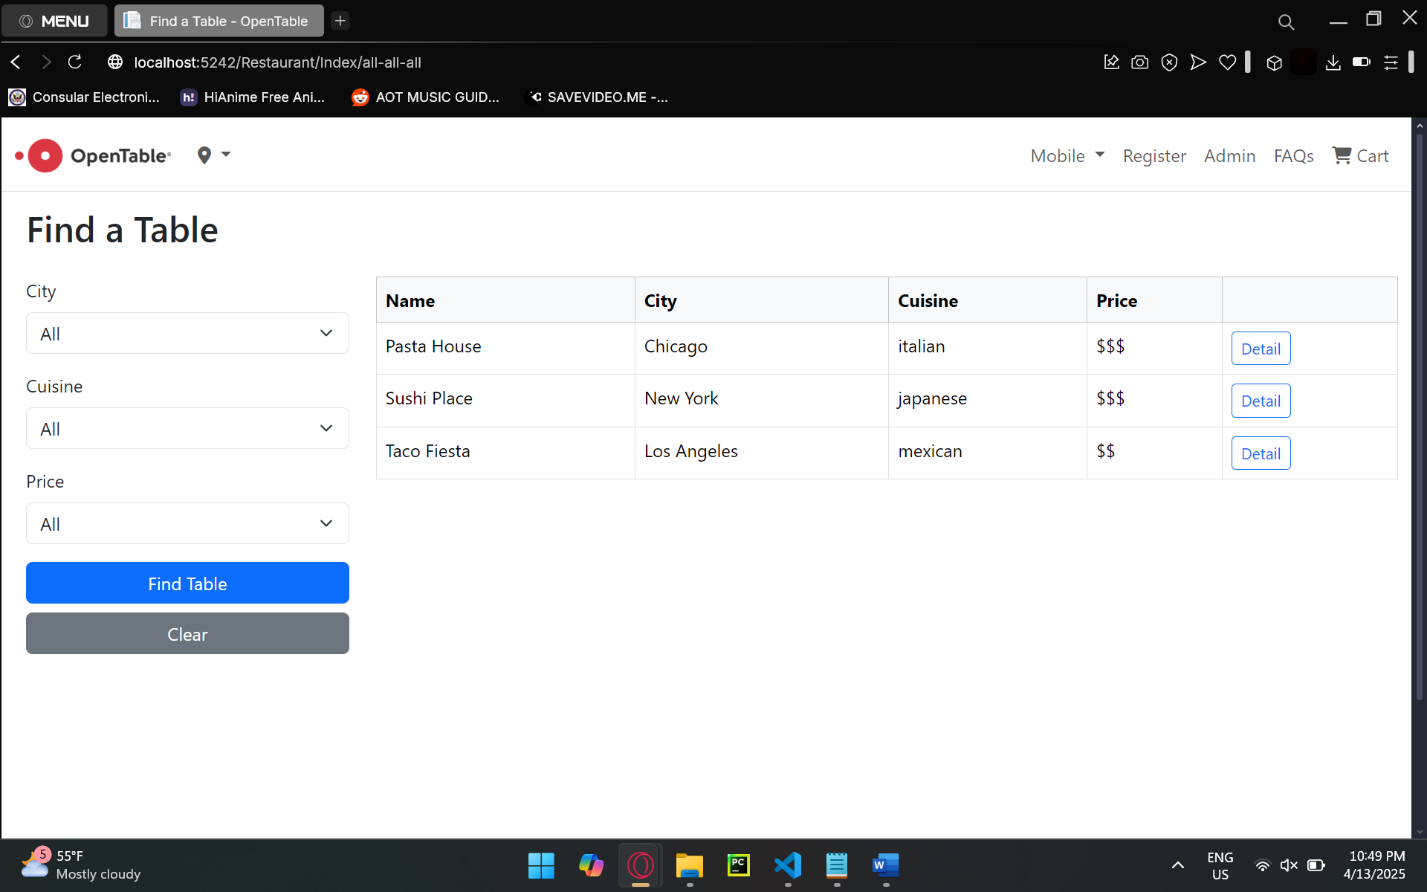 MENU
Find a Table - OpenTable
localhost:5242/Restaurant/Index/all-all-all
Consular Electroni...
h! HiAnime Free Ani...
AOT MUSIC GUID...
SAVEVIDEO.ME -...
OpenTable
Mobile
Register
Admin
FAQs
Cart
Find a Table
City
All
Cuisine
All
Price
All
Find Table
Clear
Name City Cuisine Price
Pasta House Chicago italian $$$ Detail
Sushi Place New York japanese $$$ Detail
Taco Fiesta Los Angeles mexican $$ Detail
5
55°F
Mostly cloudy
PC
W
ENG
US
10:49 PM
4/13/2025